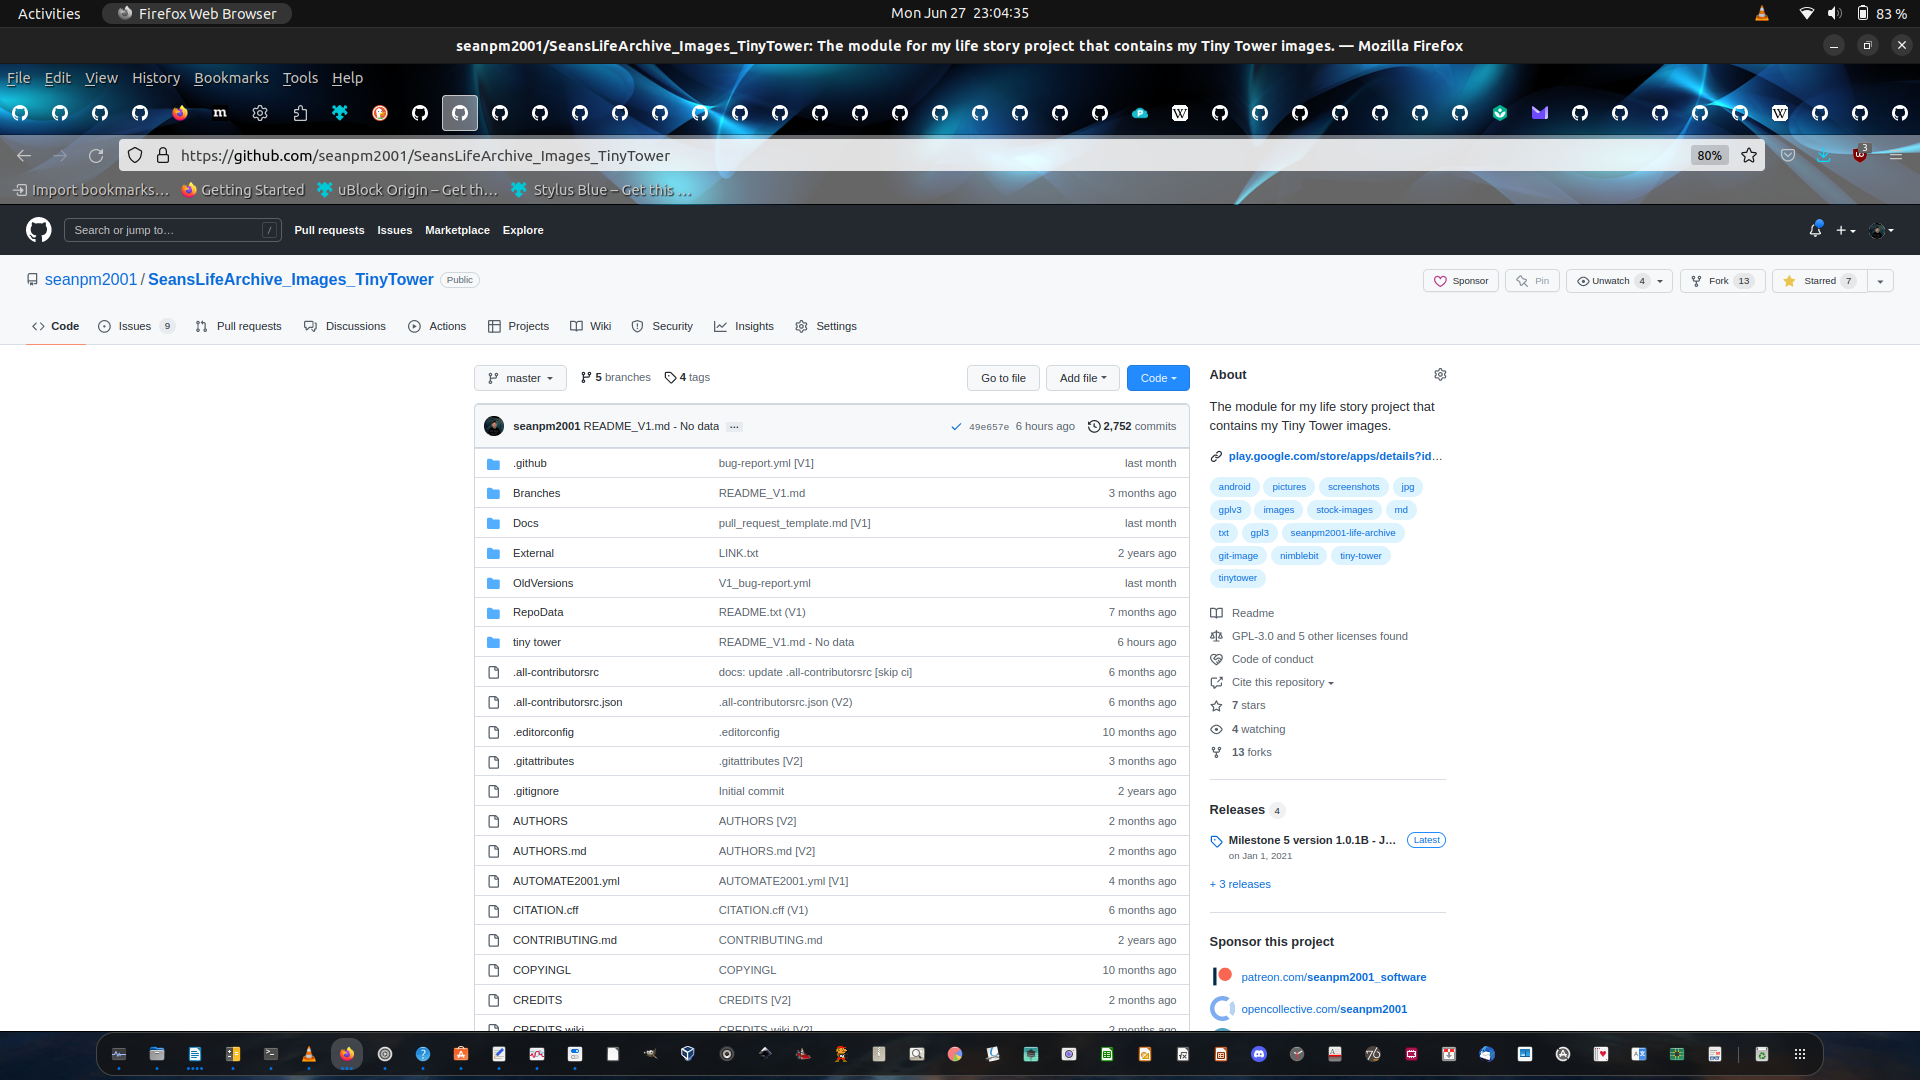 Activities
Firefox Web Browser
Mon Jun 27 23:04:35
83 %
seanpm2001/SeansLifeArchive_Images_TinyTower: The module for my life story project that contains my Tiny Tower images. — Mozilla Firefox
File Edit View History Bookmarks Tools Help
https://github.com/seanpm2001/SeansLifeArchive_Images_TinyTower
80%
3
Import bookmarks… Getting Started uBlock Origin – Get th… Stylus Blue – Get this …
Search or jump to… /
Pull requests Issues Marketplace Explore
seanpm2001 / SeansLifeArchive_Images_TinyTower Public
Sponsor Pin Unwatch 4 Fork 13 Starred 7
Code Issues 9 Pull requests Discussions Actions Projects Wiki Security Insights Settings
master 5 branches 4 tags
Go to file Add file Code
seanpm2001 README_V1.md - No data ... 49e657e 6 hours ago 2,752 commits
.github bug-report.yml [V1] last month
Branches README_V1.md 3 months ago
Docs pull_request_template.md [V1] last month
External LINK.txt 2 years ago
OldVersions V1_bug-report.yml last month
RepoData README.txt (V1) 7 months ago
tiny tower README_V1.md - No data 6 hours ago
.all-contributorsrc docs: update .all-contributorsrc [skip ci] 6 months ago
.all-contributorsrc.json .all-contributorsrc.json (V2) 6 months ago
.editorconfig .editorconfig 10 months ago
.gitattributes .gitattributes [V2] 3 months ago
.gitignore Initial commit 2 years ago
AUTHORS AUTHORS [V2] 2 months ago
AUTHORS.md AUTHORS.md [V2] 2 months ago
AUTOMATE2001.yml AUTOMATE2001.yml [V1] 4 months ago
CITATION.cff CITATION.cff (V1) 6 months ago
CONTRIBUTING.md CONTRIBUTING.md 2 years ago
COPYINGL COPYINGL 10 months ago
CREDITS CREDITS [V2] 2 months ago
CREDITS.wiki CREDITS.wiki [V2] 2 months ago
About
The module for my life story project that
contains my Tiny Tower images.
play.google.com/store/apps/details?id…
android pictures screenshots jpg
gplv3 images stock-images md
txt gpl3 seanpm2001-life-archive
git-image nimblebit tiny-tower
tinytower
Readme
GPL-3.0 and 5 other licenses found
Code of conduct
Cite this repository
7 stars
4 watching
13 forks
Releases 4
Milestone 5 version 1.0.1B - J… Latest
on Jan 1, 2021
+ 3 releases
Sponsor this project
patreon.com/seanpm2001_software
opencollective.com/seanpm2001